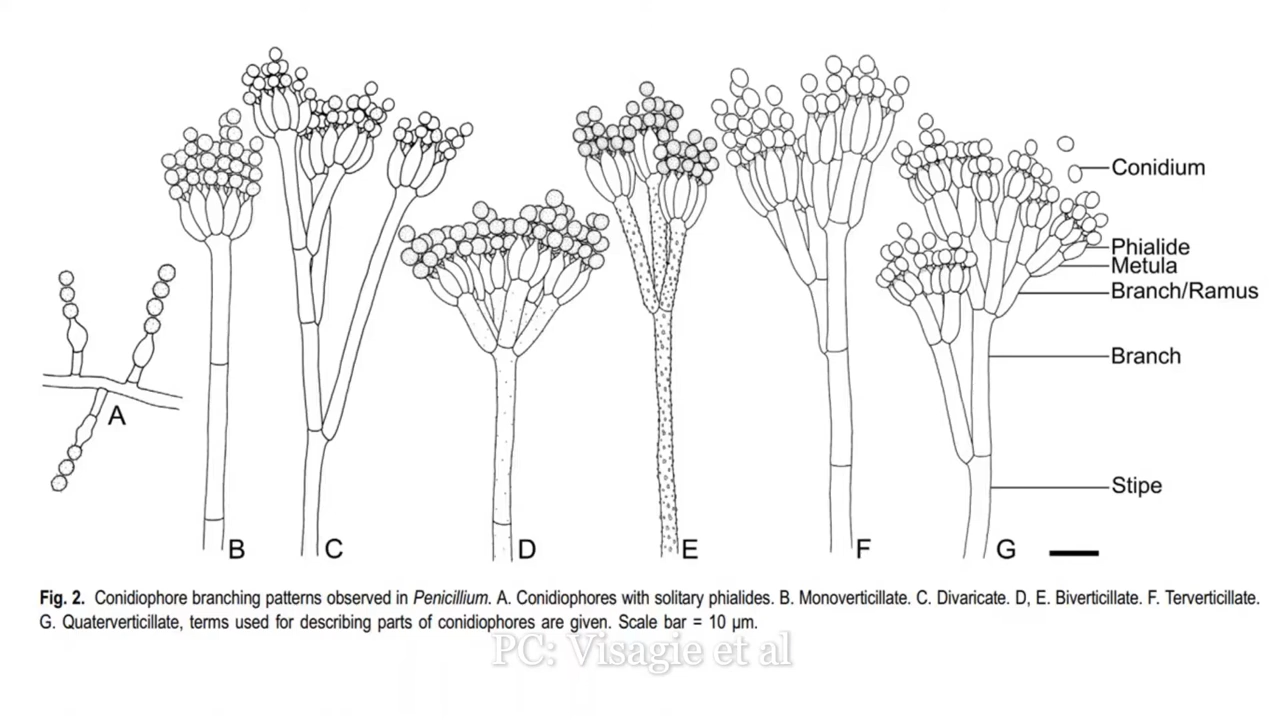 Conidium
Phialide
Metula
Branch/Ramus
Branch
Stipe
A
B
C
D
E
F
G
Fig. 2. Conidiophore branching patterns observed in Penicillium. A. Conidiophores with solitary phialides. B. Monoverticillate. C. Divaricate. D, E. Biverticillate. F. Terverticillate.
G. Quaterverticillate, terms used for describing parts of conidiophores are given. Scale bar = 10 μm.
PC: Visagie et al